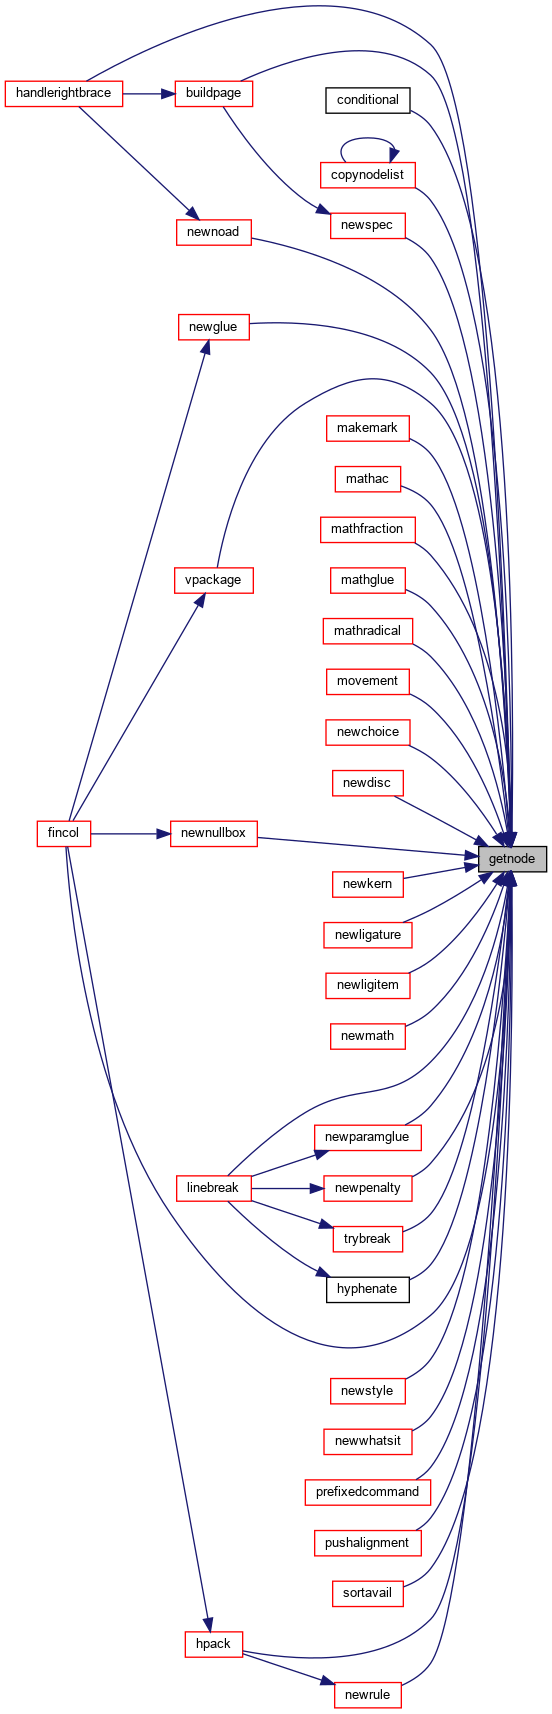 handlerightbrace
buildpage
conditional
copynodelist
newspec
newnoad
newglue
makemark
mathac
mathfraction
vpackage
mathglue
mathradical
movement
newchoice
newdisc
fincol
newnullbox
getnode
newkern
newligature
newligitem
newmath
newparamglue
linebreak
newpenalty
trybreak
hyphenate
newstyle
newwhatsit
prefixedcommand
pushalignment
sortavail
hpack
newrule